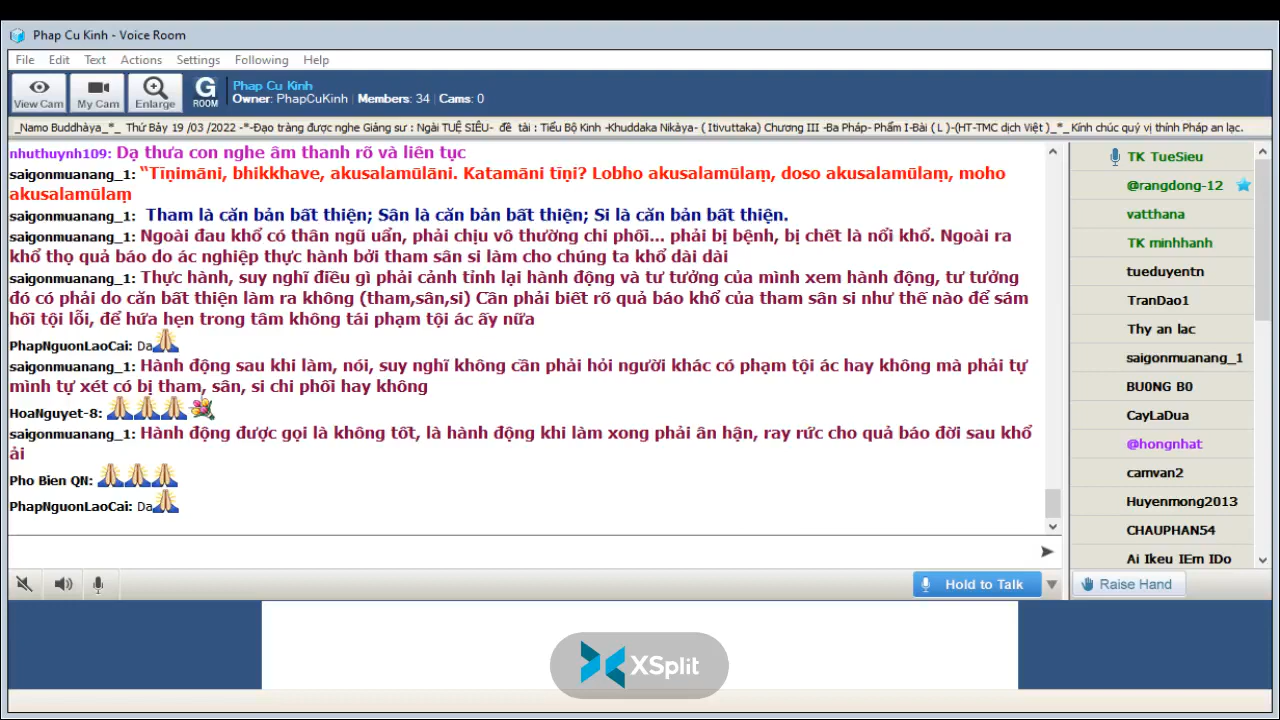 Phap Cu Kinh - Voice Room
File Edit Text Actions Settings Following Help
View Cam My Cam Enlarge G ROOM
Phap Cu Kinh
Owner: PhapCuKinh | Members: 34 | Cams: 0
_Namo Buddhàya_*_ Thứ Bảy 19 /03 /2022 -*-Đạo tràng được nghe Giảng sư : Ngài TUỆ SIÊU- đề tài : Tiểu Bộ Kinh -Khuddaka Nikàya- ( Itivuttaka) Chương III -Ba Pháp- Phẩm I-Bài ( L )-(HT-TMC dịch Việt )_*_ Kính chúc quý vị thính Pháp an lạc.
nhuthuynh109: Dạ thưa con nghe âm thanh rõ và liên tục
saigonmuanang_1: “Tīṇimāni, bhikkhave, akusalamūlāni. Katamāni tīṇi? Lobho akusalamūlaṃ, doso akusalamūlaṃ, moho
akusalamūlaṃ
saigonmuanang_1: Tham là căn bản bất thiện; Sân là căn bản bất thiện; Si là căn bản bất thiện.
saigonmuanang_1: Ngoài đau khổ có thân ngũ uẩn, phải chịu vô thường chi phối... phải bị bệnh, bị chết là nổi khổ. Ngoài ra
khổ thọ quả báo do ác nghiệp thực hành bởi tham sân si làm cho chúng ta khổ dài dài
saigonmuanang_1: Thực hành, suy nghĩ điều gì phải cảnh tỉnh lại hành động và tư tưởng của mình xem hành động, tư tưởng
đó có phải do căn bất thiện làm ra không (tham,sân,si) Cần phải biết rõ quả báo khổ của tham sân si như thế nào để sám
hối tội lỗi, để hứa hẹn trong tâm không tái phạm tội ác ấy nữa
PhapNguonLaoCai: Da
saigonmuanang_1: Hành động sau khi làm, nói, suy nghĩ không cần phải hỏi người khác có phạm tội ác hay không mà phải tự
mình tự xét có bị tham, sân, si chi phối hay không
HoaNguyet-8:
saigonmuanang_1: Hành động được gọi là không tốt, là hành động khi làm xong phải ân hận, ray rức cho quả báo đời sau khổ
ải
Pho Bien QN:
PhapNguonLaoCai: Da
TK TueSieu
@rangdong-12
vatthana
TK minhhanh
tueduyentn
TranDao1
Thy an lac
saigonmuanang_1
BU0NG B0
CayLaDua
@hongnhat
camvan2
Huyenmong2013
CHAUPHAN54
Ai Ikeu IEm IDo
Hold to Talk
Raise Hand
XSplit